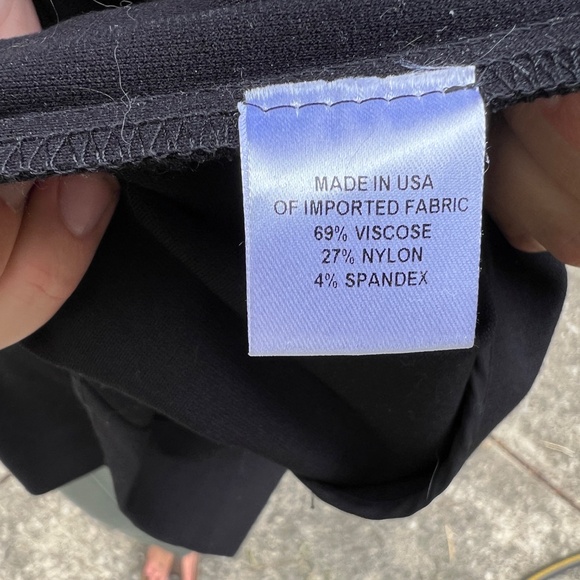 MADE IN USA
OF IMPORTED FABRIC
69% VISCOSE
27% NYLON
4% SPANDEX